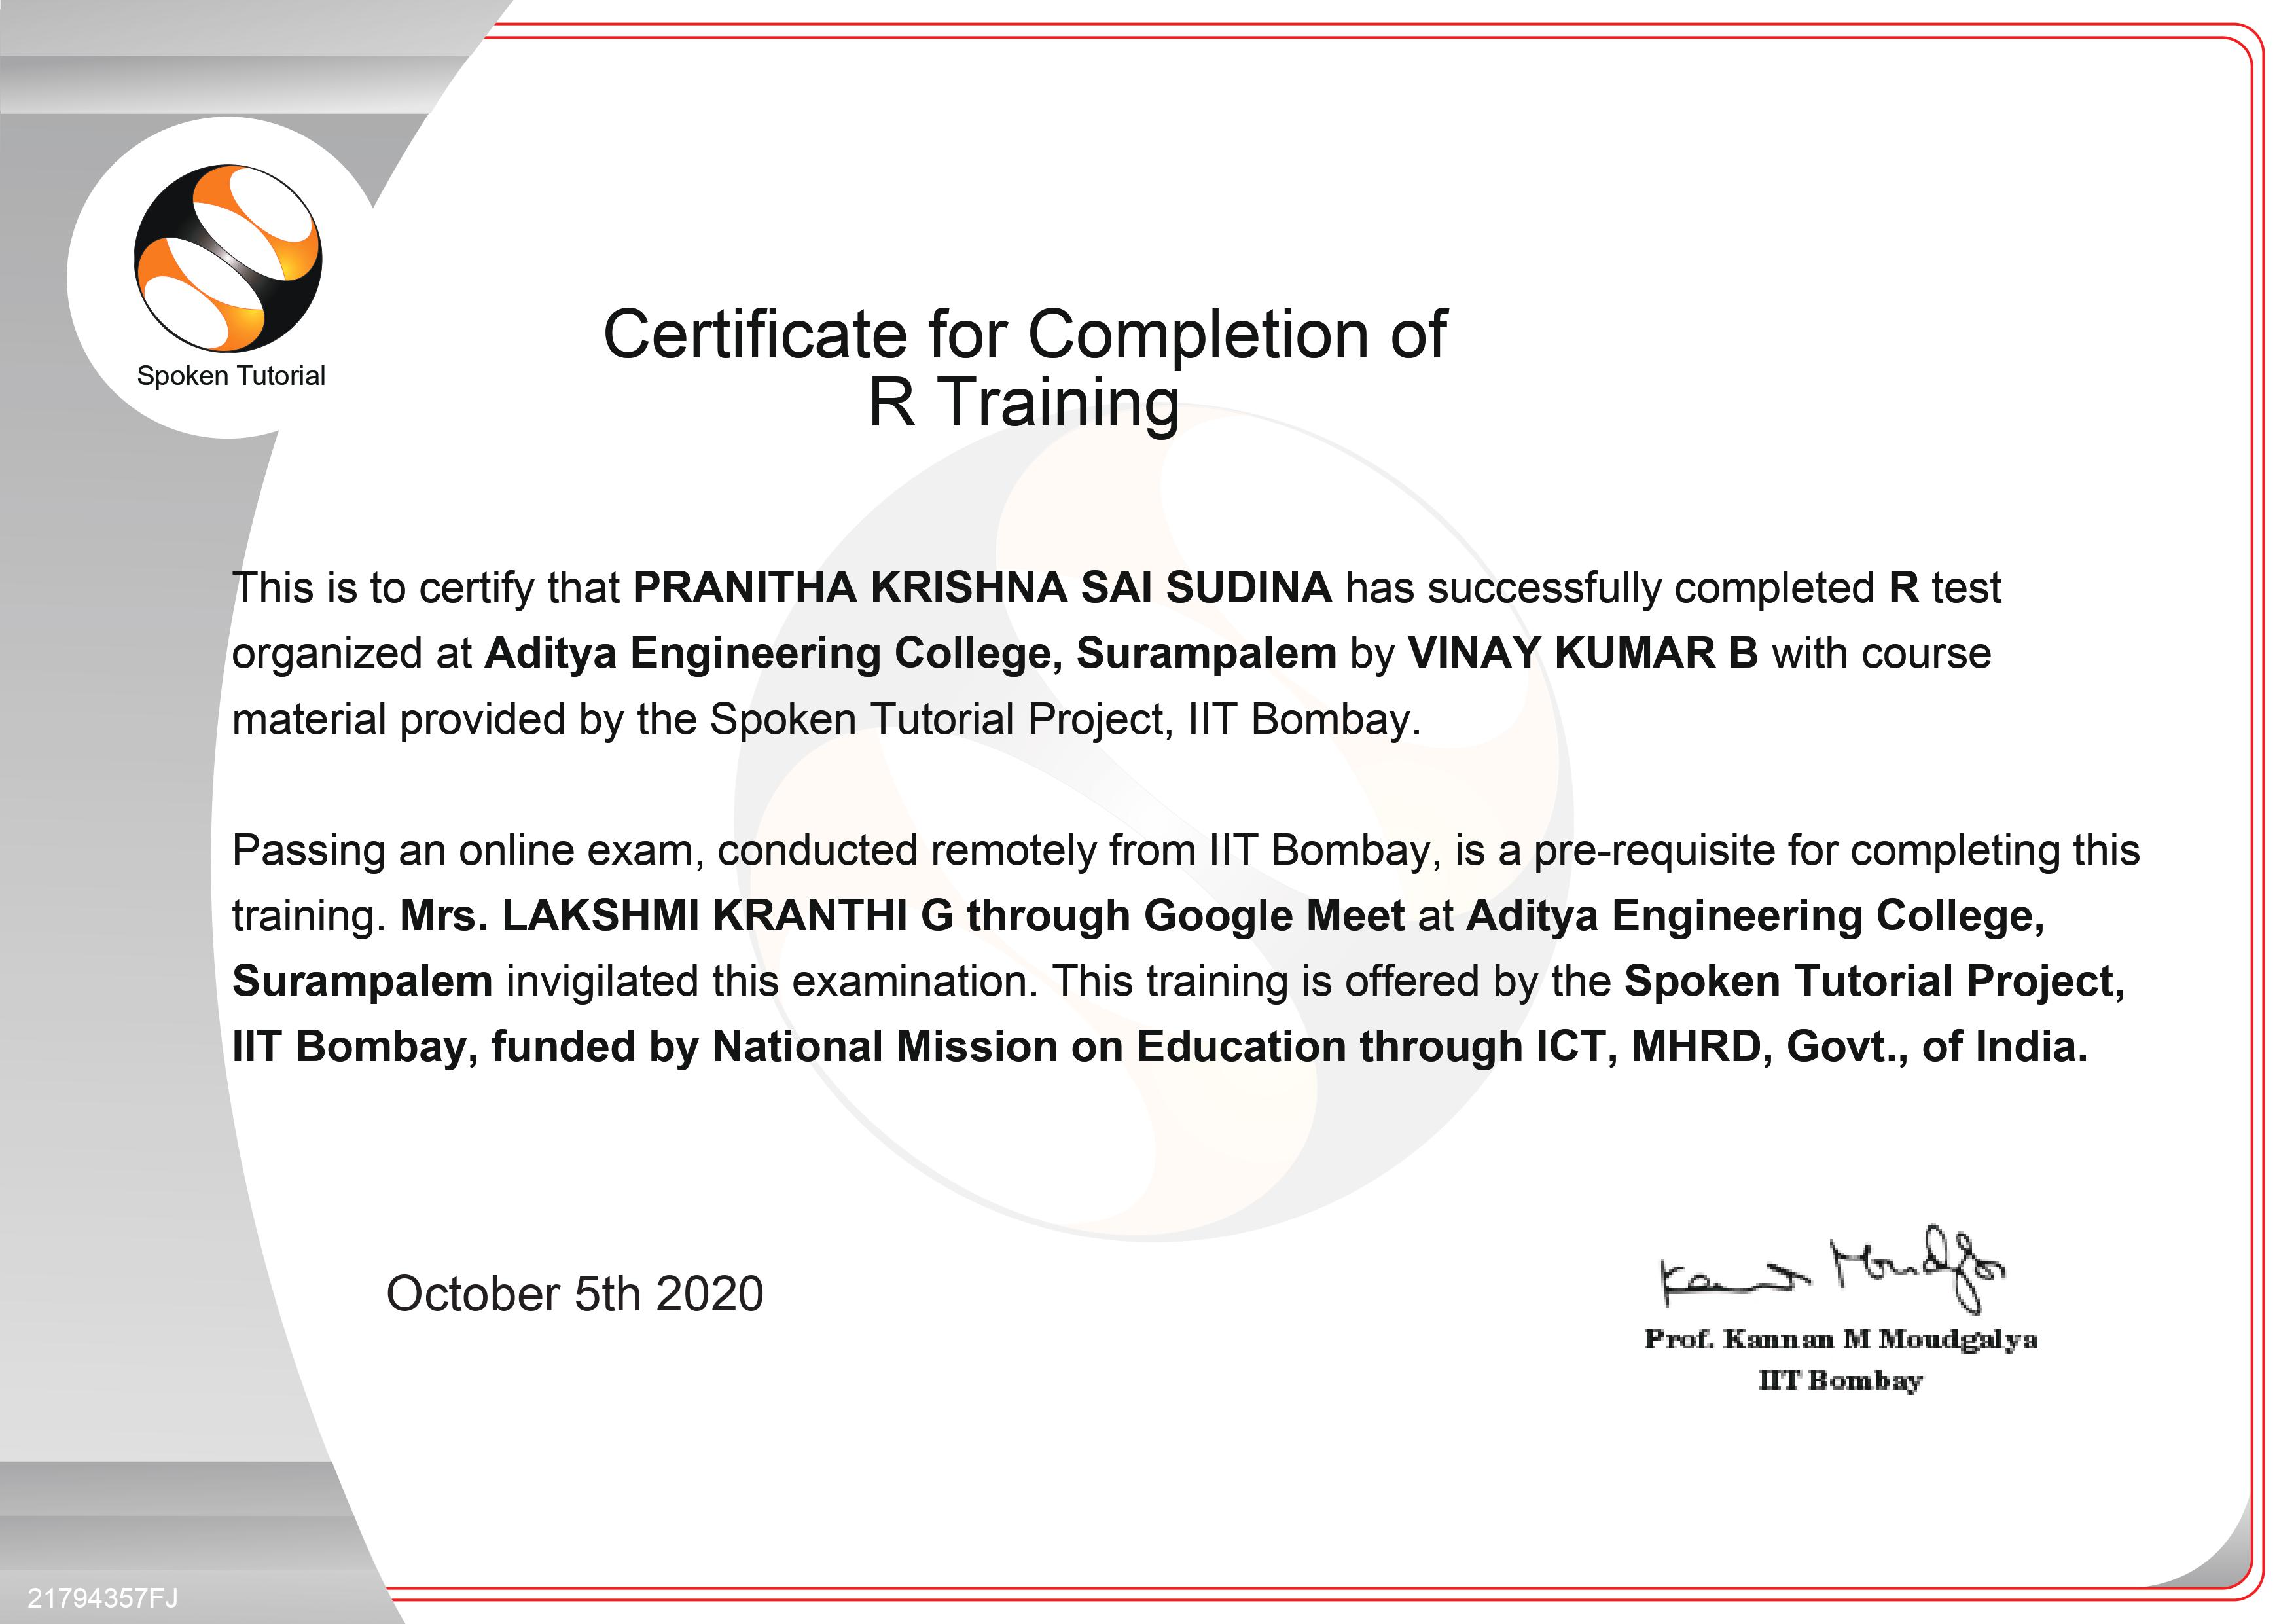 Spoken Tutorial
Certificate for Completion of
R Training
This is to certify that PRANITHA KRISHNA SAI SUDINA has successfully completed R test
organized at Aditya Engineering College, Surampalem by VINAY KUMAR B with course
material provided by the Spoken Tutorial Project, IIT Bombay.
Passing an online exam, conducted remotely from IIT Bombay, is a pre-requisite for completing this
training. Mrs. LAKSHMI KRANTHI G through Google Meet at Aditya Engineering College,
Surampalem invigilated this examination. This training is offered by the Spoken Tutorial Project,
IIT Bombay, funded by National Mission on Education through ICT, MHRD, Govt., of India.
October 5th 2020
Kannan Moudgalya
Prof. Kannan M Moudgalya
IIT Bombay
21794357FJ